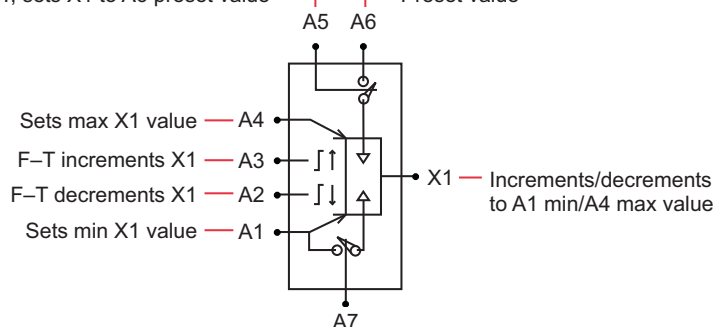 sets X1 to A6 preset value — Preset value
A5 A6
Sets max X1 value — A4
F–T increments X1 — A3
F–T decrements X1 — A2
Sets min X1 value — A1
X1 — Increments/decrements
to A1 min/A4 max value
A7